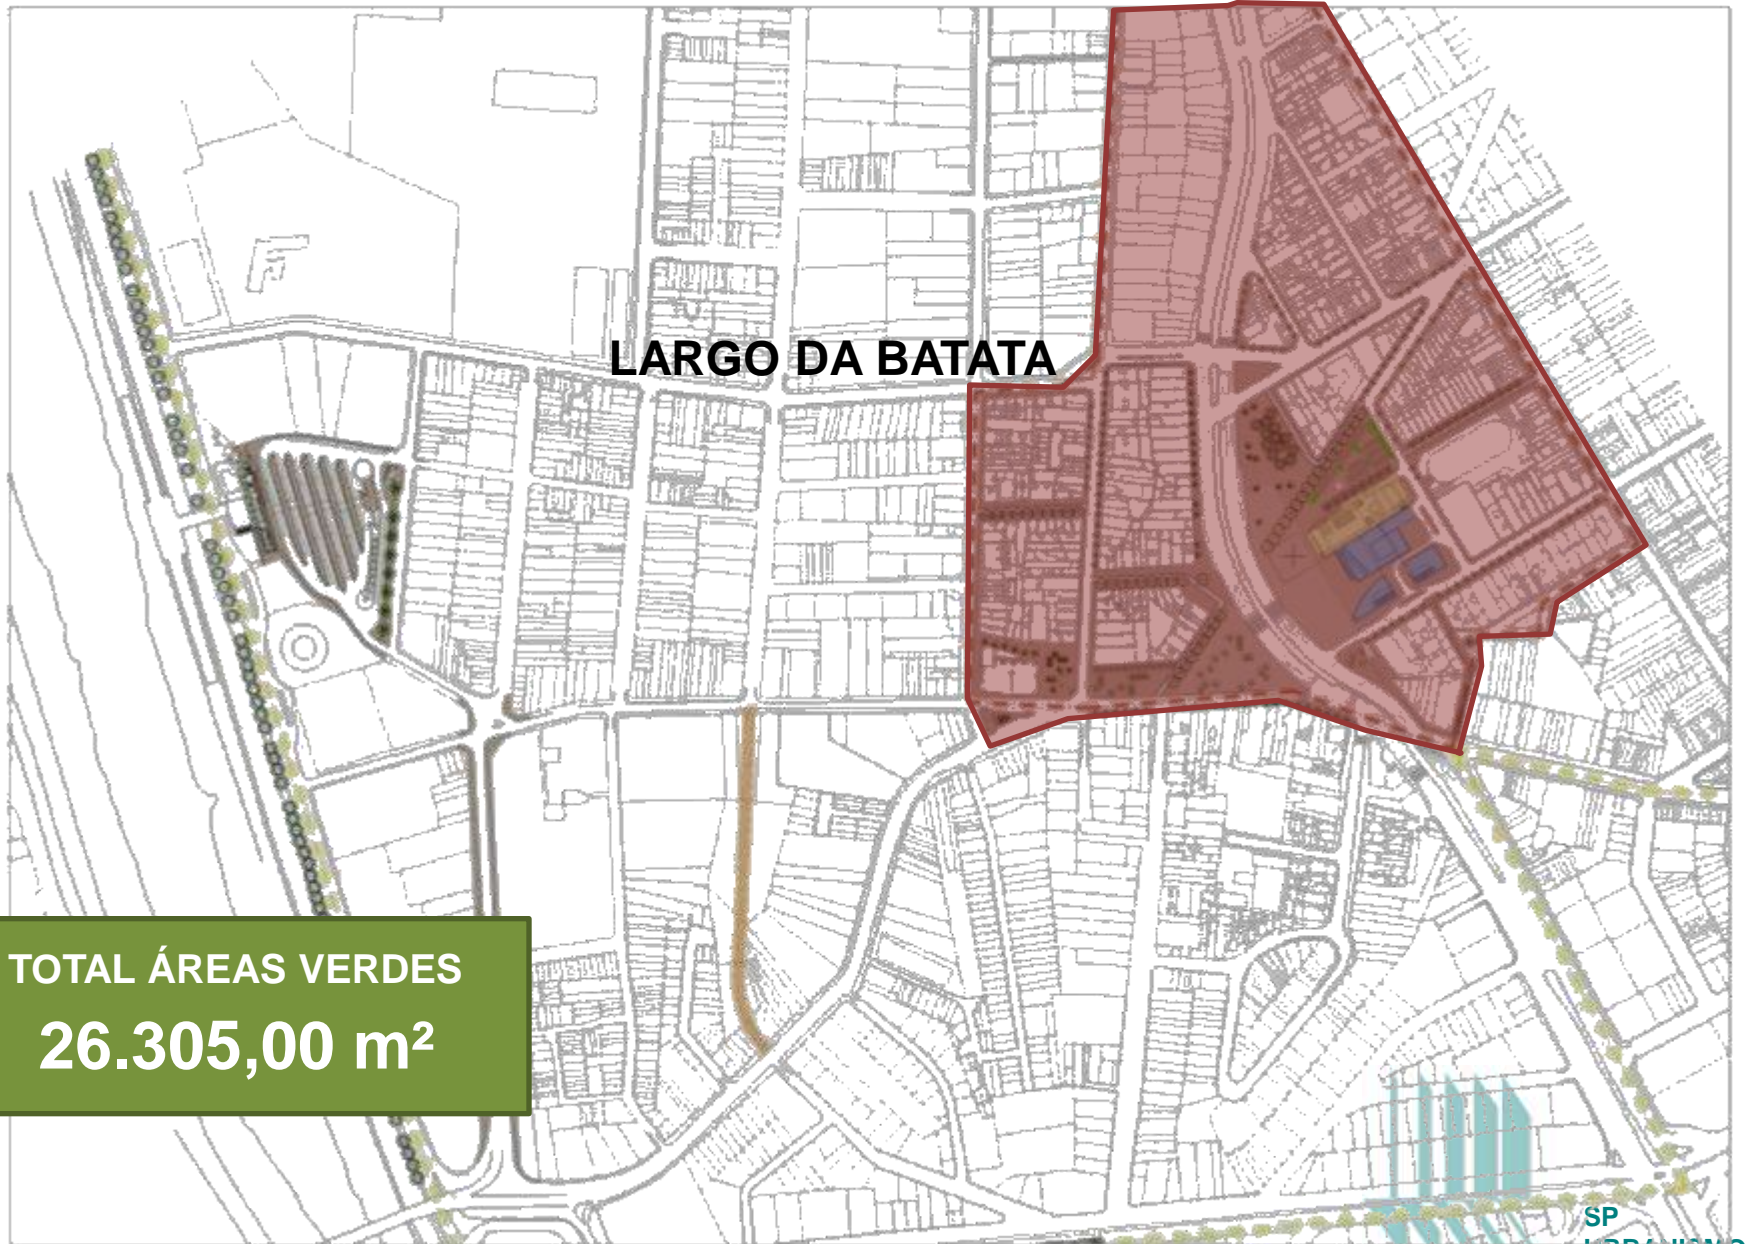 LARGO DA BATATA
TOTAL ÁREAS VERDES
26.305,00 m²
SP